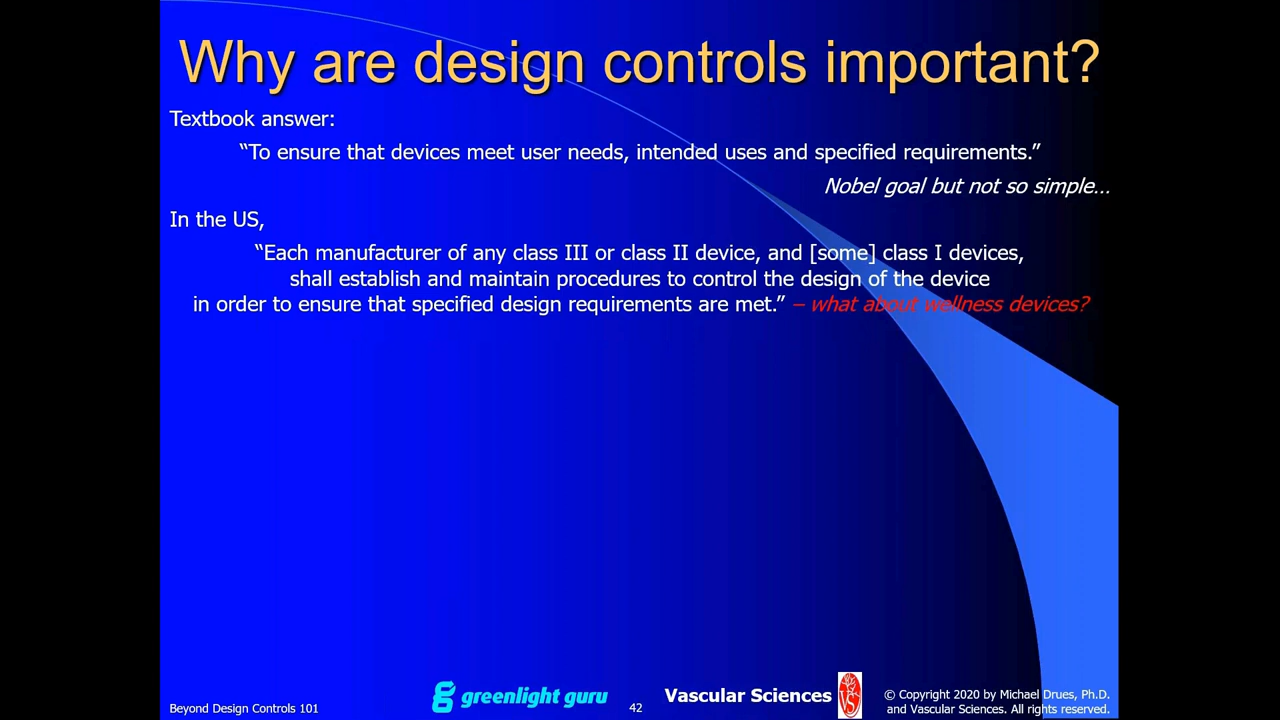 Why are design controls important?
Textbook answer:
“To ensure that devices meet user needs, intended uses and specified requirements.”
Nobel goal but not so simple...
In the US,
“Each manufacturer of any class III or class II device, and [some] class I devices,
shall establish and maintain procedures to control the design of the device
in order to ensure that specified design requirements are met.” – what about wellness devices?
Beyond Design Controls 101
greenlight guru
42
Vascular Sciences
VS
© Copyright 2020 by Michael Drues, Ph.D.
and Vascular Sciences. All rights reserved.